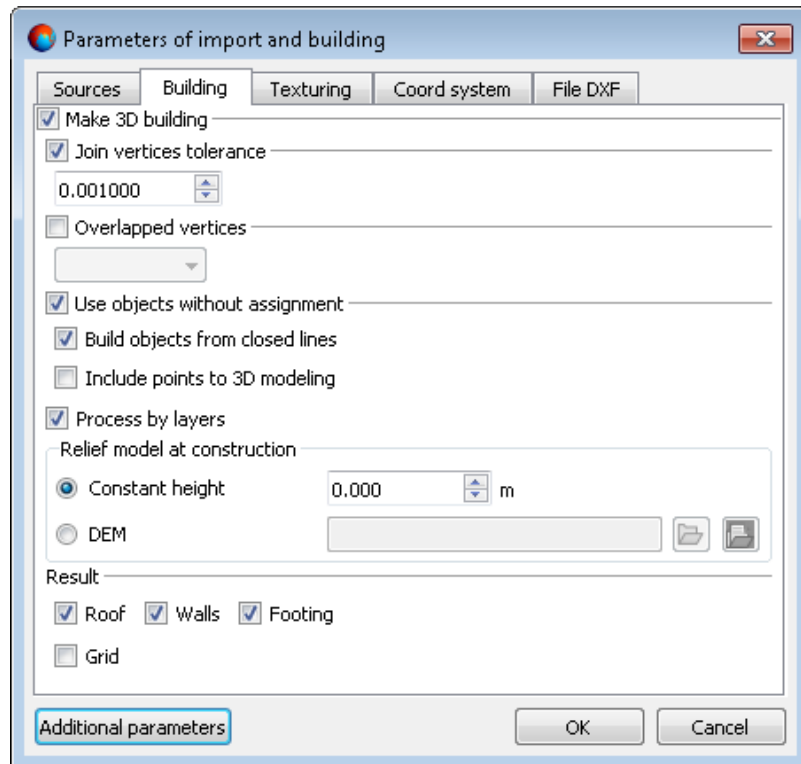 Parameters of import and building
Sources Building Texturing Coord system File DXF
Make 3D building
Join vertices tolerance
0.001000
Overlapped vertices
Use objects without assignment
Build objects from closed lines
Include points to 3D modeling
Process by layers
Relief model at construction
Constant height 0.000 m
DEM
Result
Roof Walls Footing
Grid
Additional parameters OK Cancel